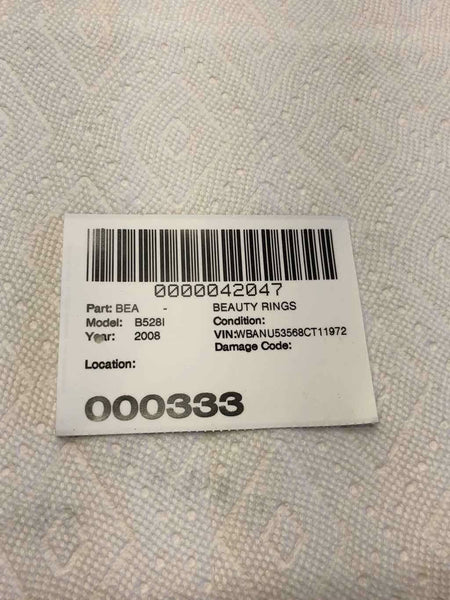 0000042047
Part: BEA - BEAUTY RINGS
Model: B528I Condition:
Year: 2008 VIN:WBANU53568CT11972
Damage Code:
Location:
000333